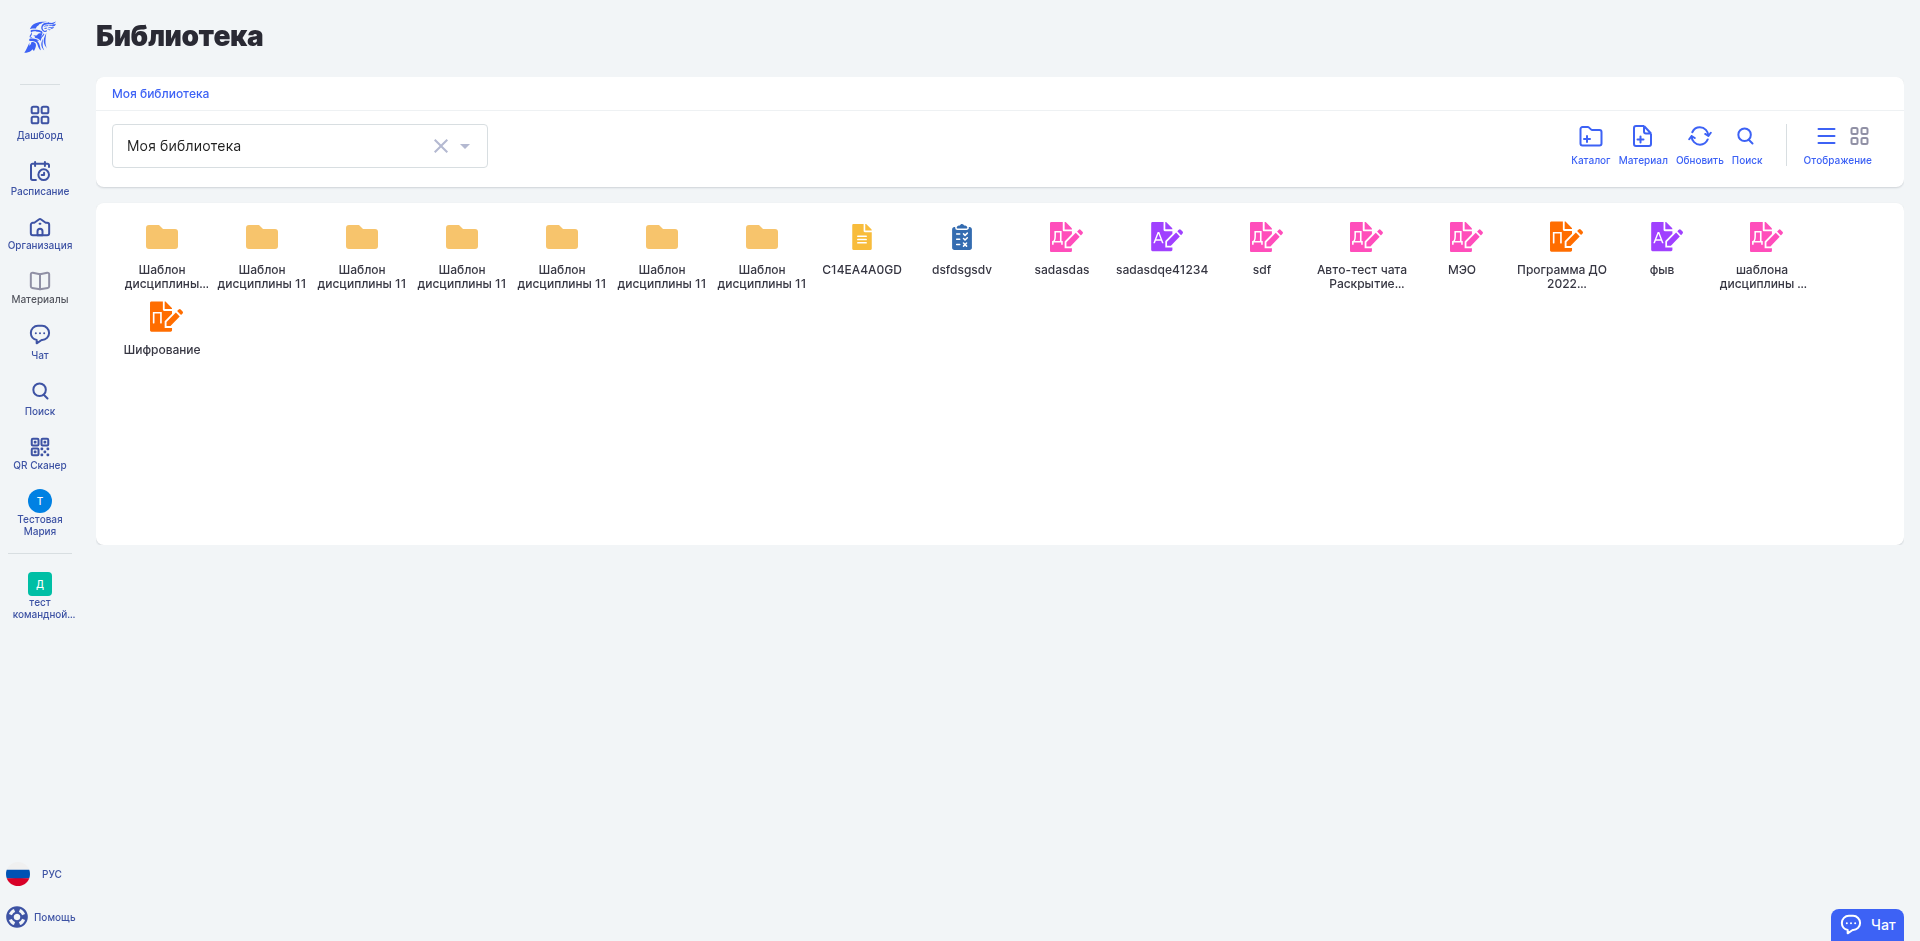 Библиотека
Моя библиотека
Моя библиотека
Каталог
Материал
Обновить
Поиск
Отображение
Дашборд
Расписание
Организация
Материалы
Чат
Поиск
QR Сканер
Т
Тестовая
Мария
Д
тест
командной...
РУС
Помощь
Шаблон
дисциплины...
Шаблон
дисциплины 11
Шаблон
дисциплины 11
Шаблон
дисциплины 11
Шаблон
дисциплины 11
Шаблон
дисциплины 11
Шаблон
дисциплины 11
C14EA4A0GD
dsfdsgsdv
Д
sadasdas
А
sadasdqe41234
Д
sdf
Д
Авто-тест чата
Раскрытие...
Д
МЭО
П
Программа ДО
2022...
А
фыв
Д
шаблона
дисциплины ...
П
Шифрование
Чат